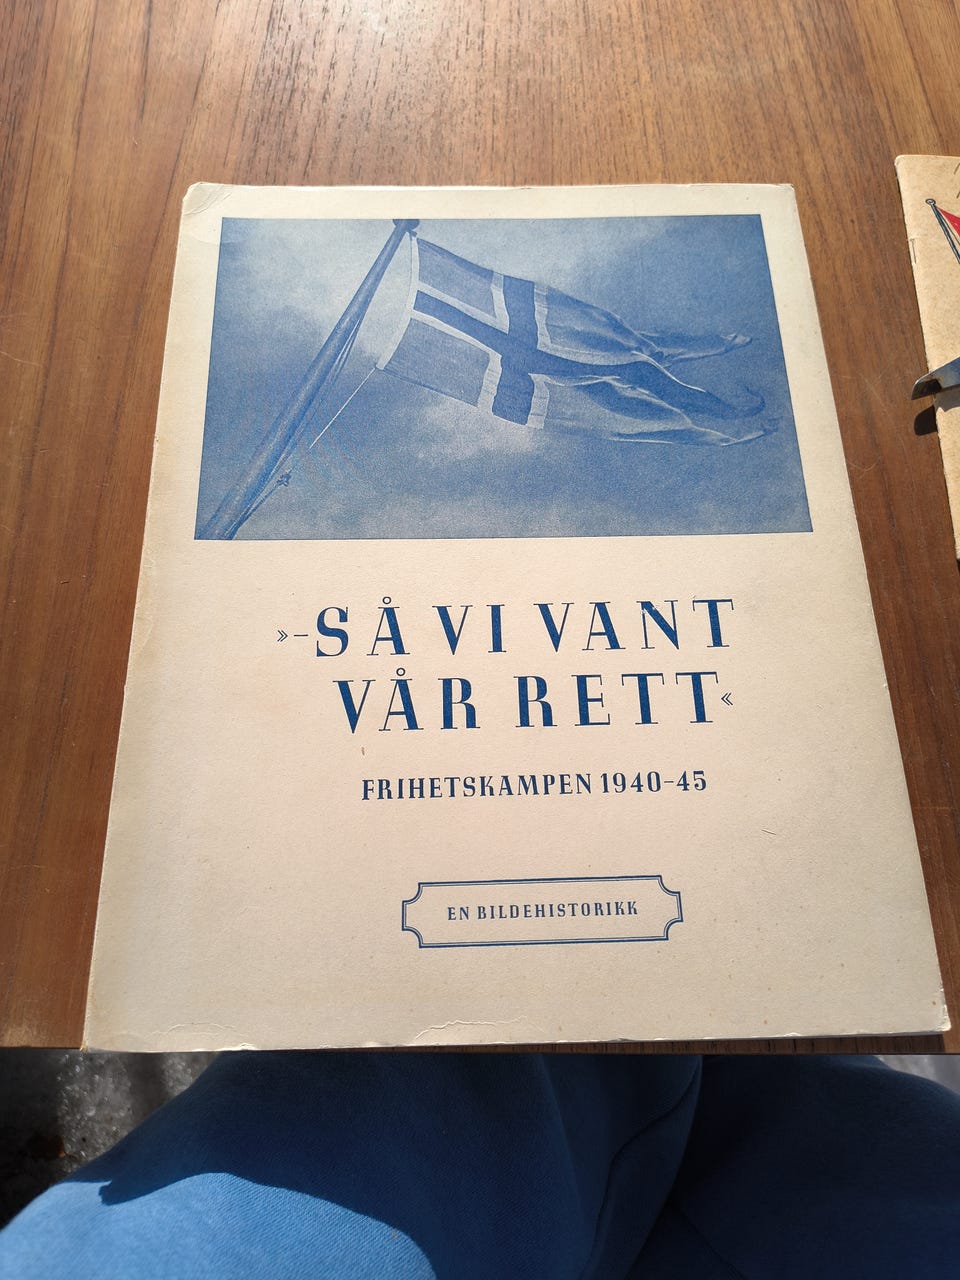 »–SÅ VI VANT
VÅR RETT«
FRIHETSKAMPEN 1940–45
EN BILDEHISTORIKK